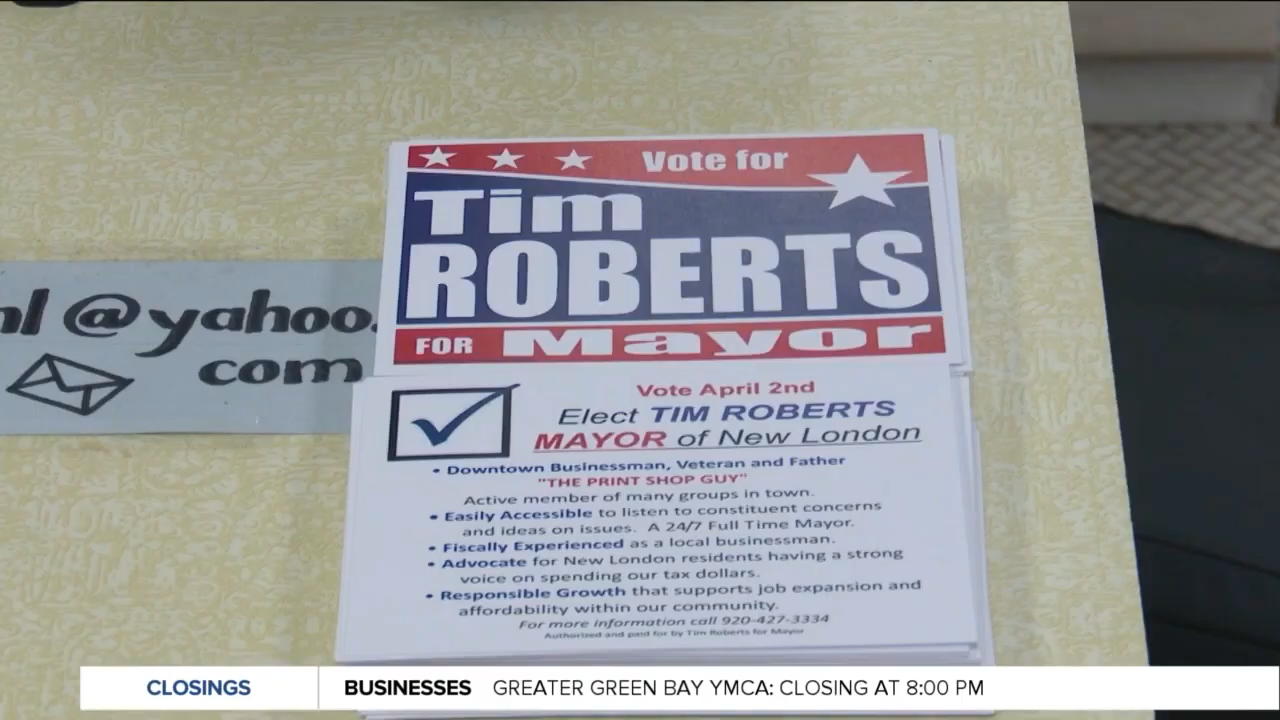 Vote for
Tim
ROBERTS
FOR Mayor
nl @yahoo.
com
Vote April 2nd
Elect TIM ROBERTS
MAYOR of New London
• Downtown Businessman, Veteran and Father
"THE PRINT SHOP GUY"
Active member of many groups in town.
• Easily Accessible to listen to constituent concerns
and ideas on issues. A 24/7 Full Time Mayor.
• Fiscally Experienced as a local businessman.
• Advocate for New London residents having a strong
voice on spending our tax dollars.
• Responsible Growth that supports job expansion and
affordability within our community.
For more information call 920-427-3334
Authorized and paid for by Tim Roberts for Mayor
CLOSINGS BUSINESSES GREATER GREEN BAY YMCA: CLOSING AT 8:00 PM